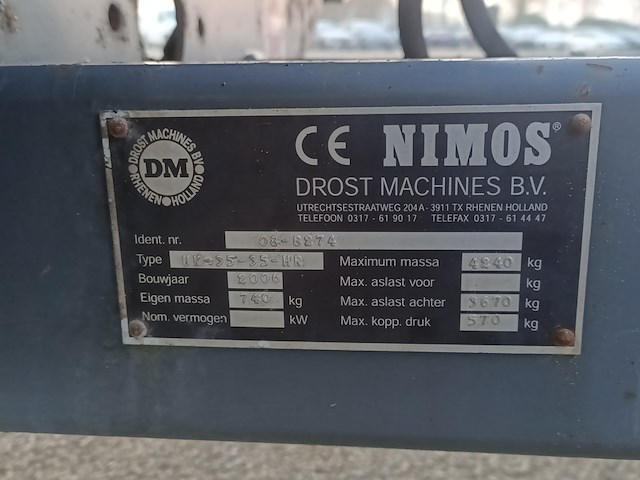 DROST MACHINES BV
DM
RHENEN HOLLAND
CE NIMOS®
DROST MACHINES B.V.
UTRECHTSESTRAATWEG 204A - 3911 TX RHENEN HOLLAND
TELEFOON 0317 - 61 90 17 TELEFAX 0317 - 61 44 47
Ident. nr.
Type Maximum massa 4240 kg
Bouwjaar 2006 Max. aslast voor kg
Eigen massa 740 kg Max. aslast achter 3670 kg
Nom. vermogen kW Max. kopp. druk 570 kg